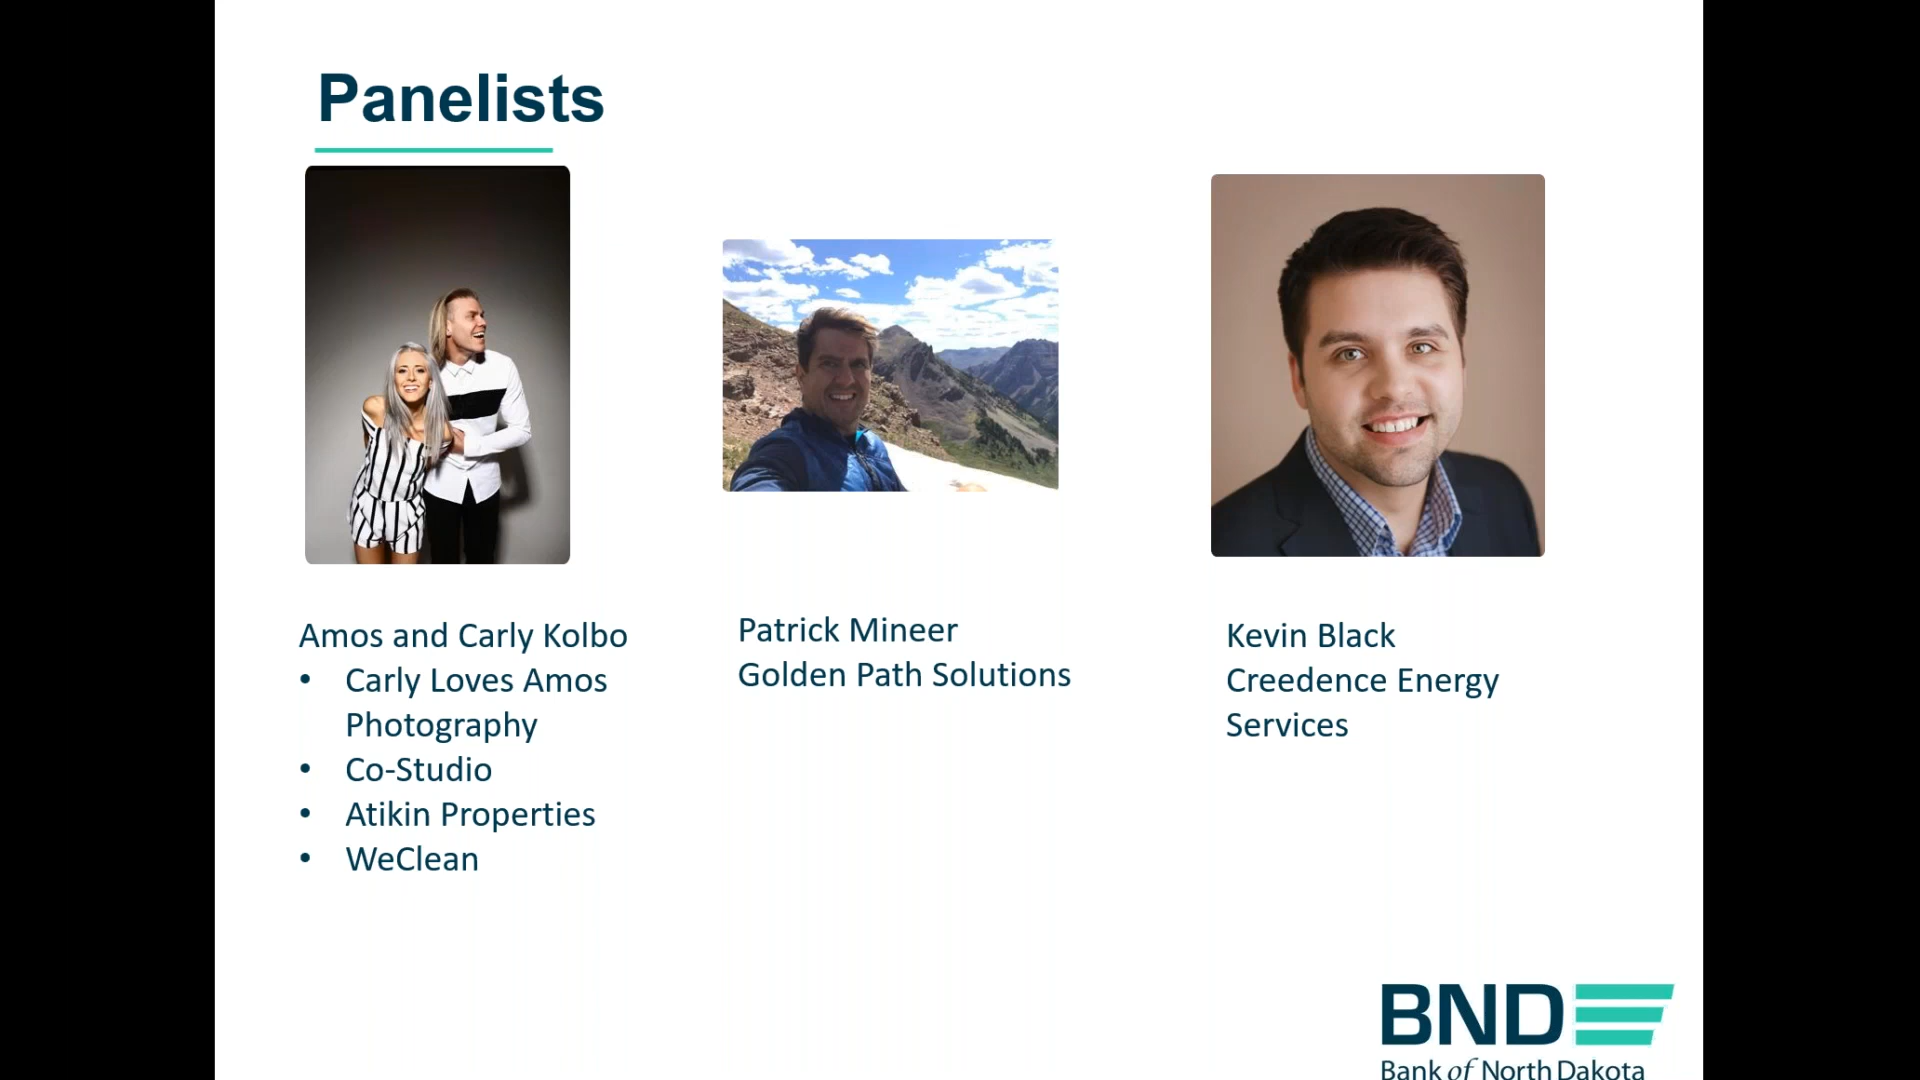 Panelists
Amos and Carly Kolbo
• Carly Loves Amos
Photography
• Co-Studio
• Atikin Properties
• WeClean
Patrick Mineer
Golden Path Solutions
Kevin Black
Creedence Energy
Services
BND
Bank of North Dakota